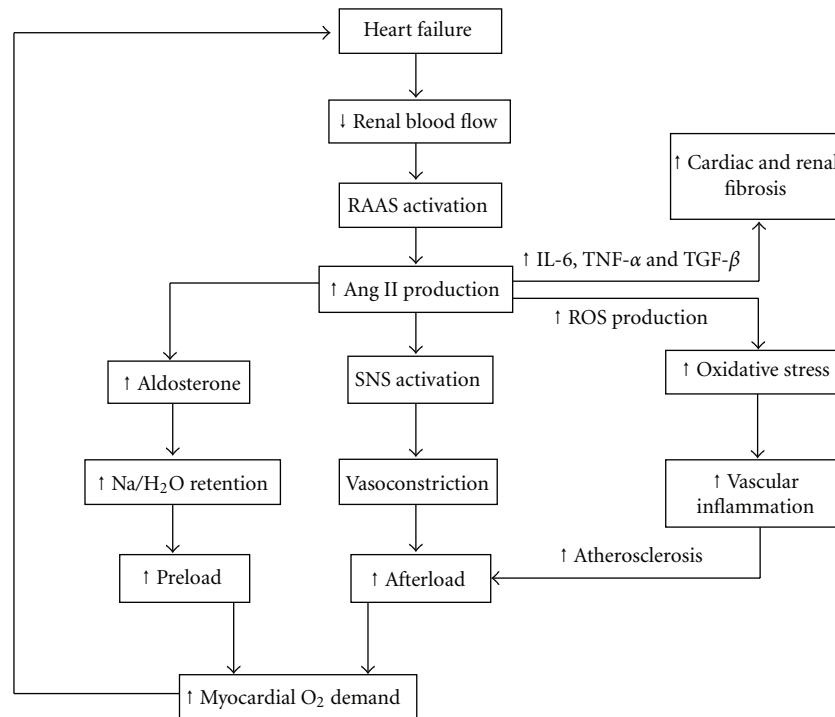 Heart failure
↓ Renal blood flow
↑ Cardiac and renal
fibrosis
RAAS activation
↑ IL-6, TNF-α and TGF-β
↑ Ang II production
↑ ROS production
↑ Aldosterone
SNS activation
↑ Oxidative stress
↑ Na/H₂O retention
Vasoconstriction
↑ Vascular
inflammation
↑ Atherosclerosis
↑ Preload
↑ Afterload
↑ Myocardial O₂ demand